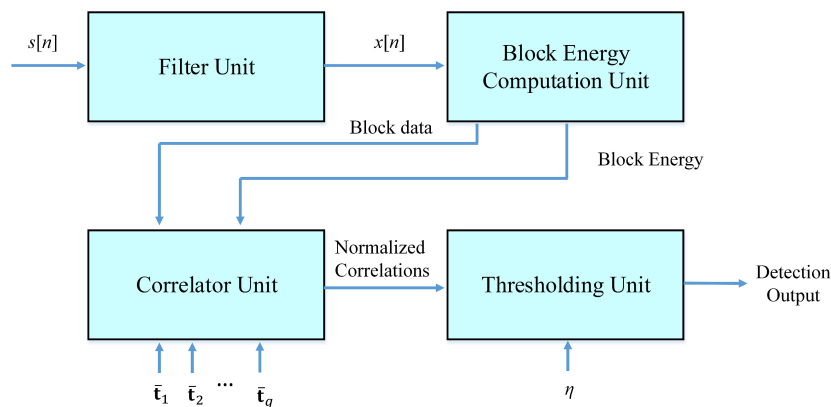 s[n]
Filter Unit
x[n]
Block Energy
Computation Unit
Block data
Block Energy
Correlator Unit
Normalized
Correlations
Thresholding Unit
Detection
Output
t̄₁ t̄₂ ... t̄q
η